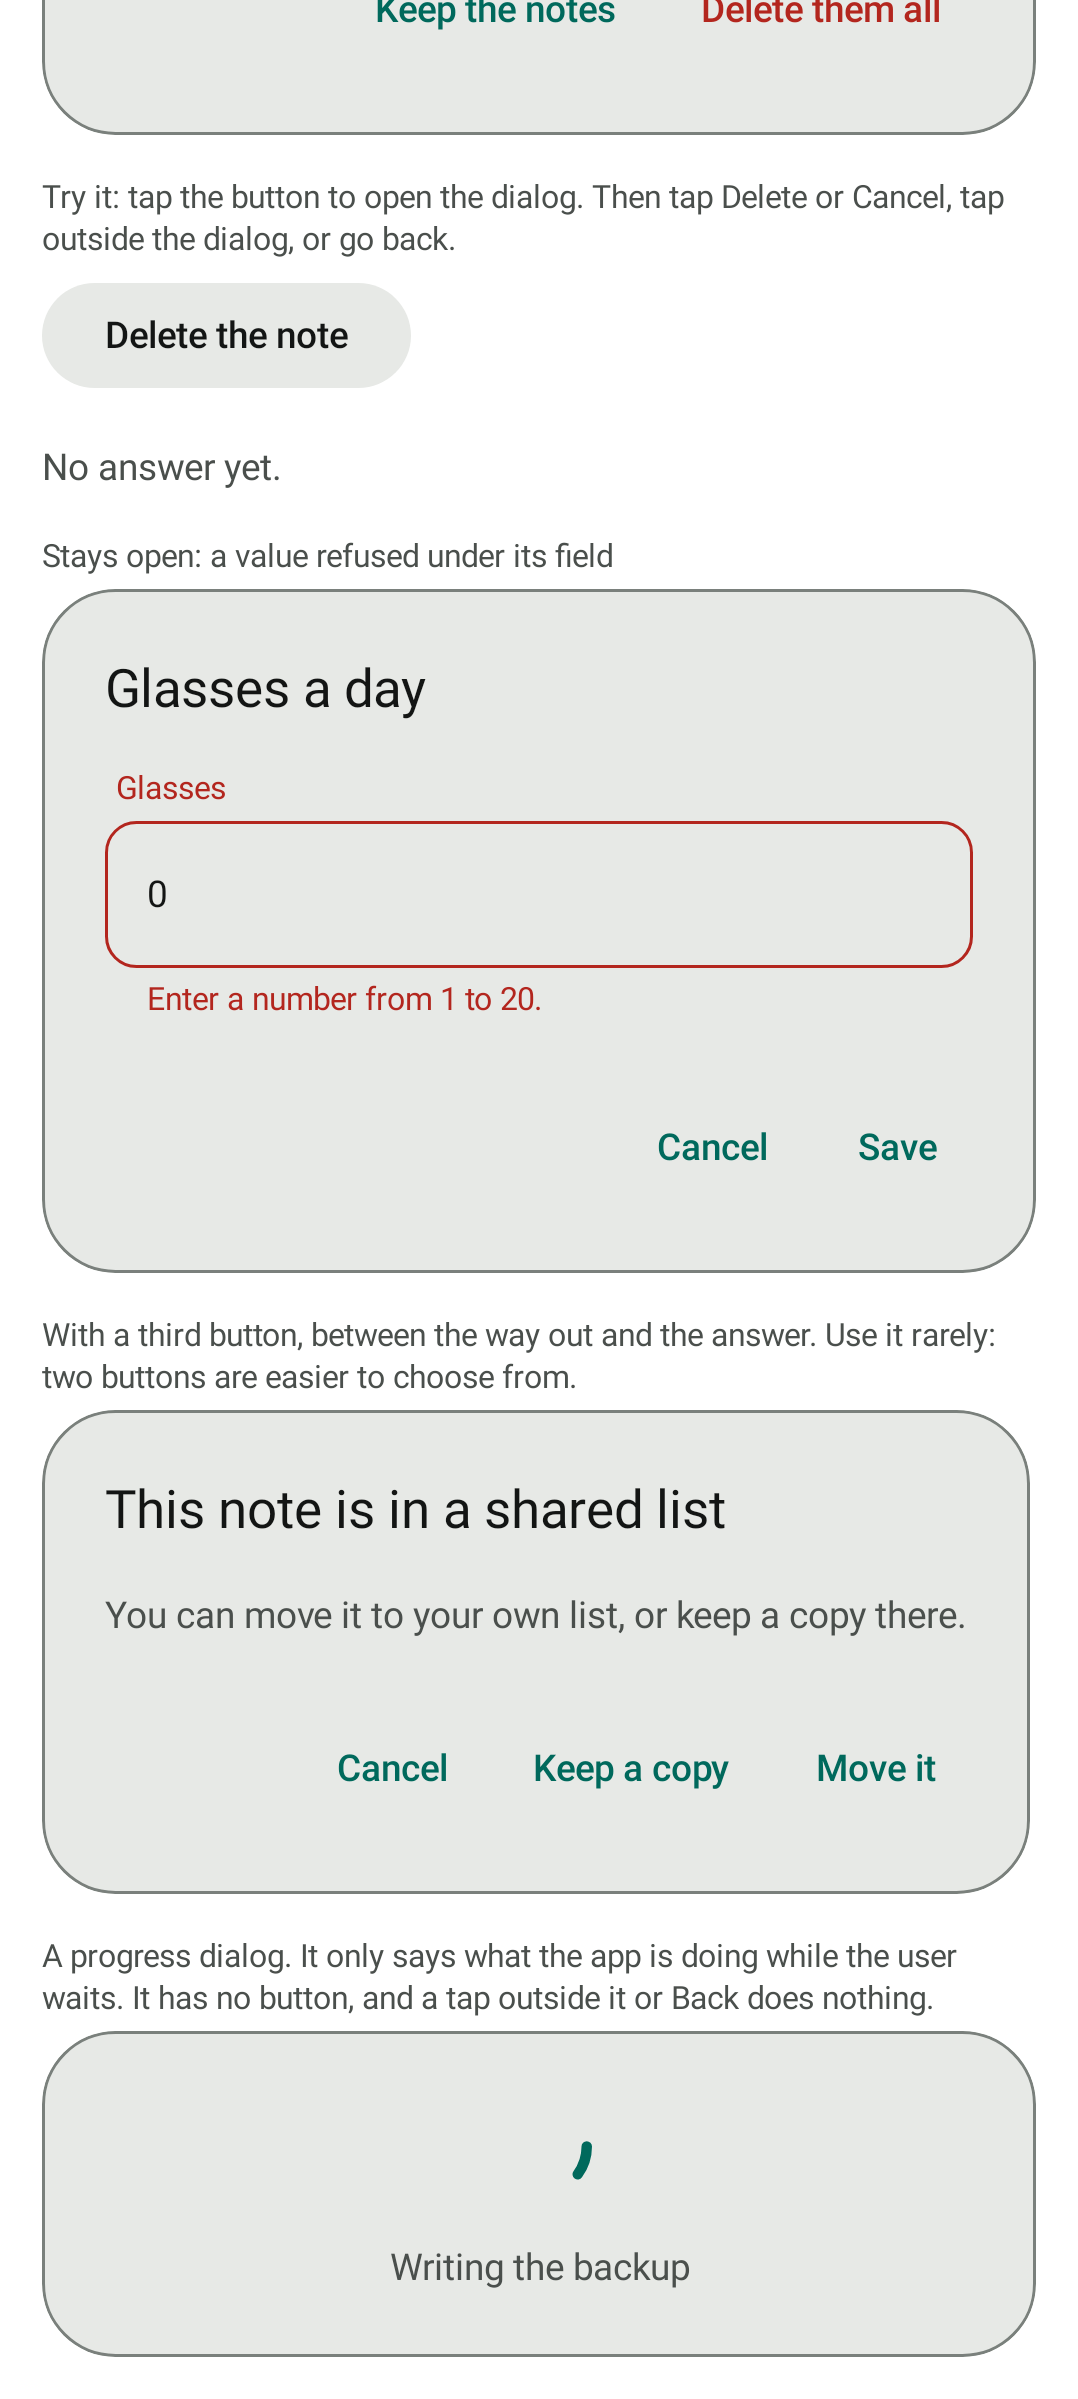 Keep the notes Delete them all
Try it: tap the button to open the dialog. Then tap Delete or Cancel, tap
outside the dialog, or go back.
Delete the note
No answer yet.
Stays open: a value refused under its field
Glasses a day
Glasses
0
Enter a number from 1 to 20.
Cancel Save
With a third button, between the way out and the answer. Use it rarely:
two buttons are easier to choose from.
This note is in a shared list
You can move it to your own list, or keep a copy there.
Cancel Keep a copy Move it
A progress dialog. It only says what the app is doing while the user
waits. It has no button, and a tap outside it or Back does nothing.
Writing the backup